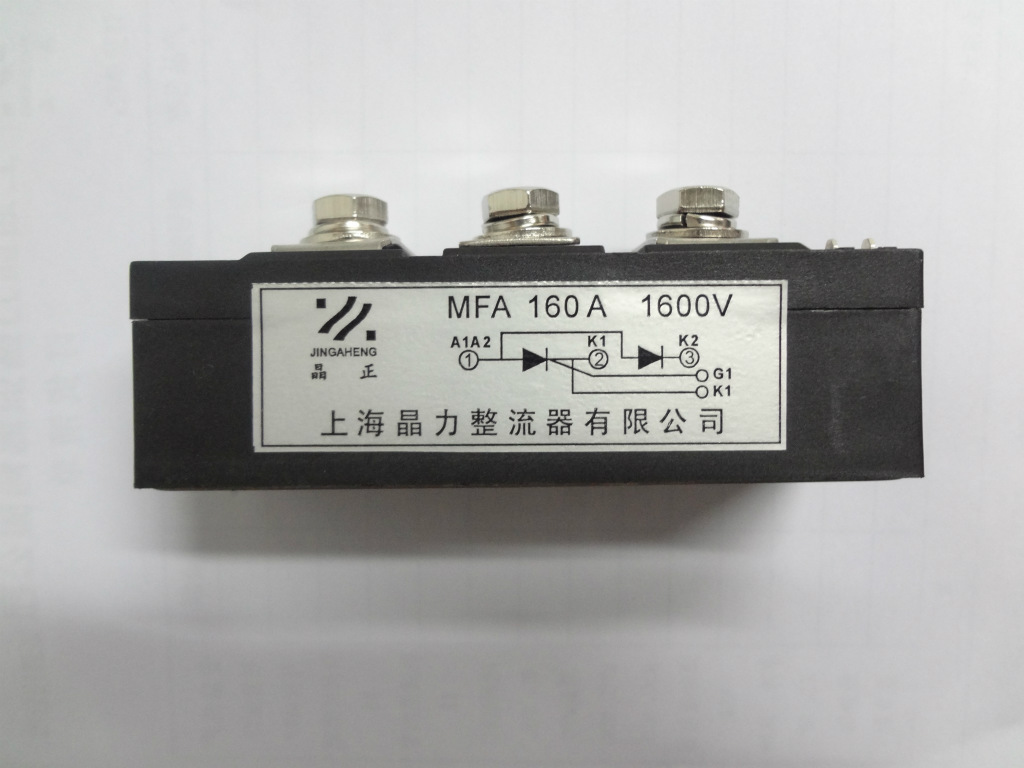 MFA 160A 1600V
JINGAHENG
晶 正
A1A2 K1 K2
① ② ③
G1
K1
上海晶力整流器有限公司